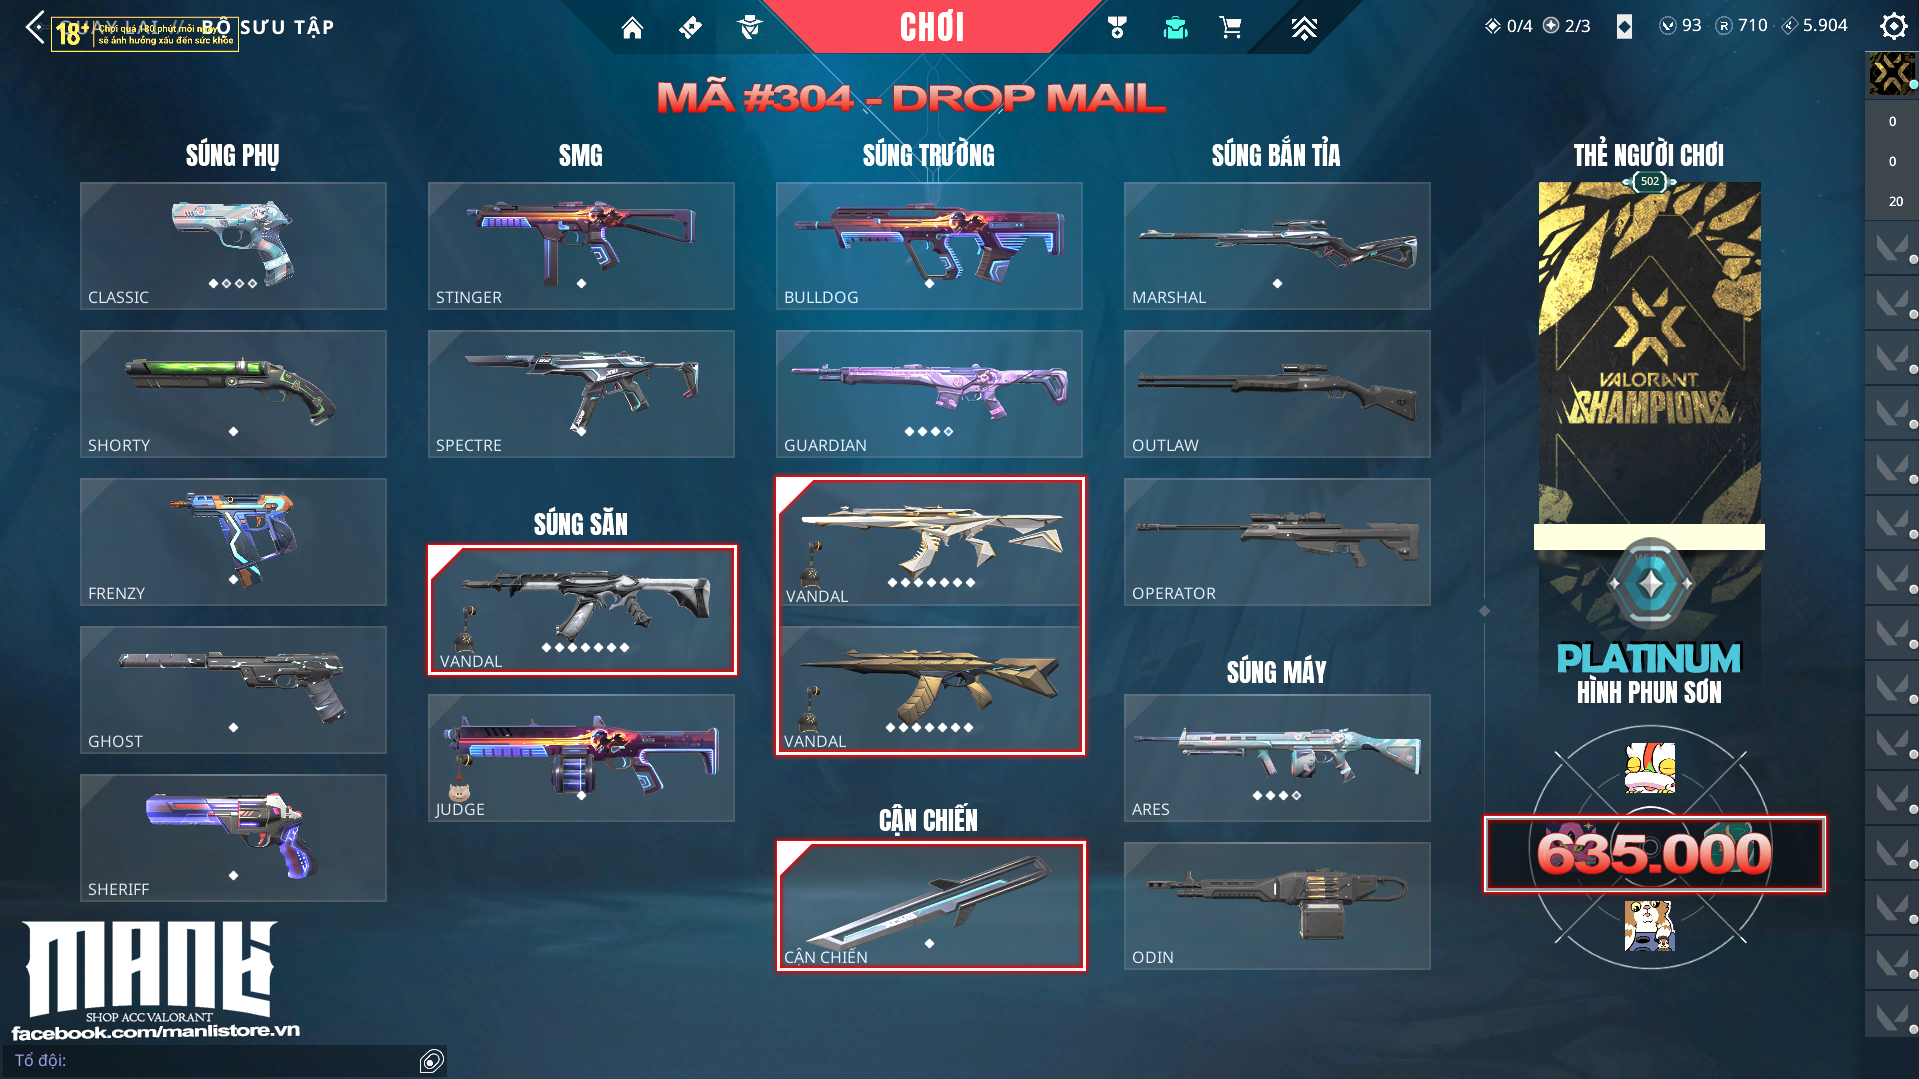 QUAY LẠI // BỘ SƯU TẬP
18+
Chơi quá 180 phút mỗi ngày
sẽ ảnh hưởng xấu đến sức khỏe
CHƠI
0/4
2/3
93
710
5.904
MÃ #304 - DROP MAIL
SÚNG PHỤ
CLASSIC
SHORTY
FRENZY
GHOST
SHERIFF
SMG
STINGER
SPECTRE
SÚNG SĂN
VANDAL
JUDGE
SÚNG TRƯỜNG
BULLDOG
GUARDIAN
VANDAL
VANDAL
CẬN CHIẾN
CẬN CHIẾN
SÚNG BẮN TỈA
MARSHAL
OUTLAW
OPERATOR
SÚNG MÁY
ARES
ODIN
THẺ NGƯỜI CHƠI
502
VALORANT
CHAMPIONS
PLATINUM
HÌNH PHUN SƠN
635.000
0
0
20
MANLI
SHOP ACC VALORANT
facebook.com/manlistore.vn
Tổ đội: